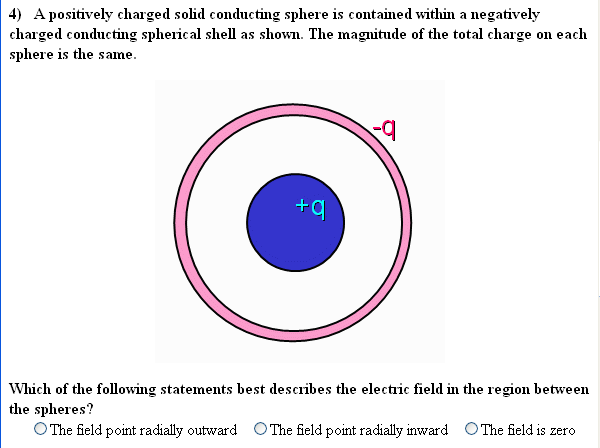 4) A positively charged solid conducting sphere is contained within a negatively
charged conducting spherical shell as shown. The magnitude of the total charge on each
sphere is the same.
-q
+q
Which of the following statements best describes the electric field in the region between
the spheres?
The field point radially outward The field point radially inward The field is zero